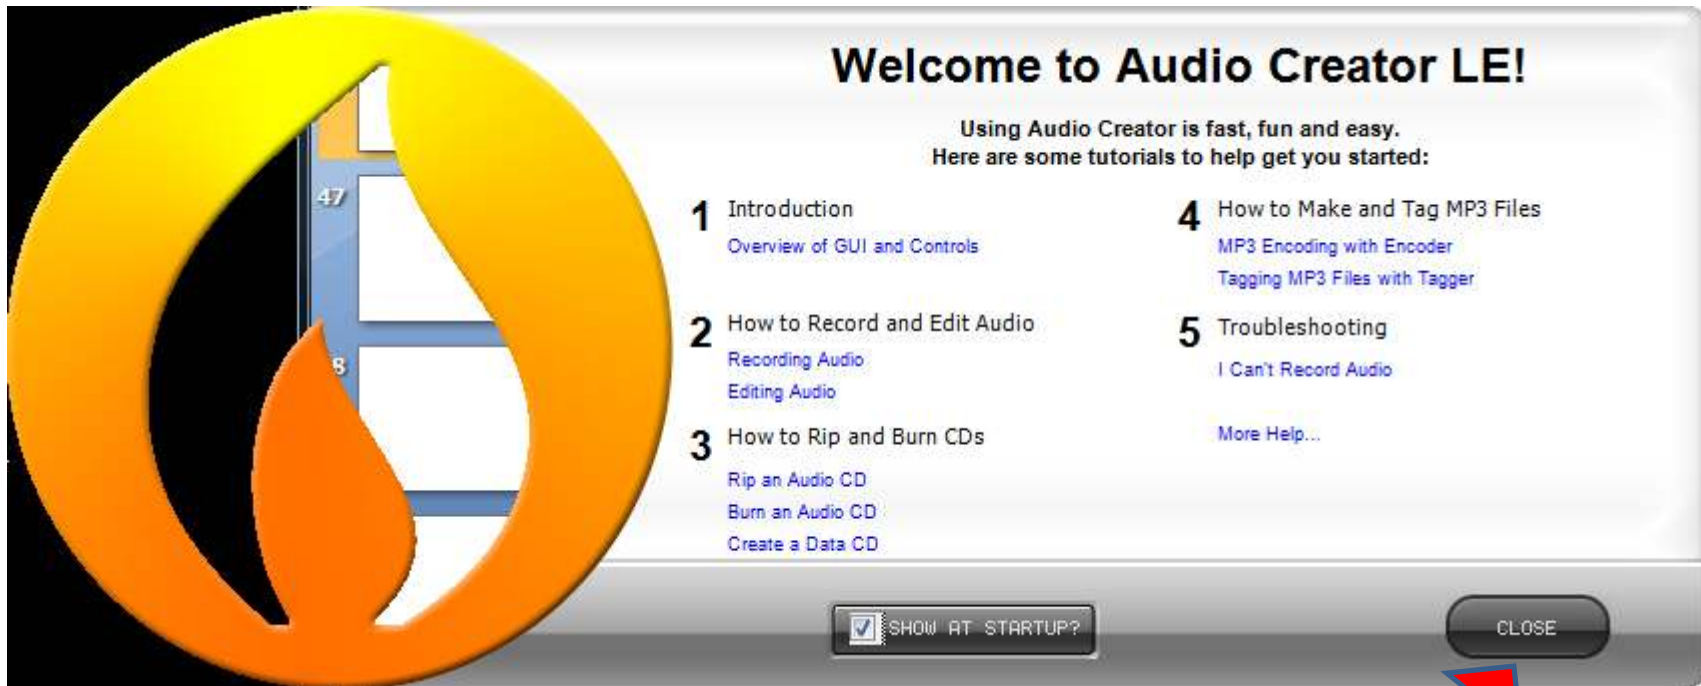 Welcome to Audio Creator LE!
Using Audio Creator is fast, fun and easy.
Here are some tutorials to help get you started:
1 Introduction
Overview of GUI and Controls
2 How to Record and Edit Audio
Recording Audio
Editing Audio
3 How to Rip and Burn CDs
Rip an Audio CD
Burn an Audio CD
Create a Data CD
4 How to Make and Tag MP3 Files
MP3 Encoding with Encoder
Tagging MP3 Files with Tagger
5 Troubleshooting
I Can't Record Audio
More Help...
47
8
SHOW AT STARTUP?
CLOSE